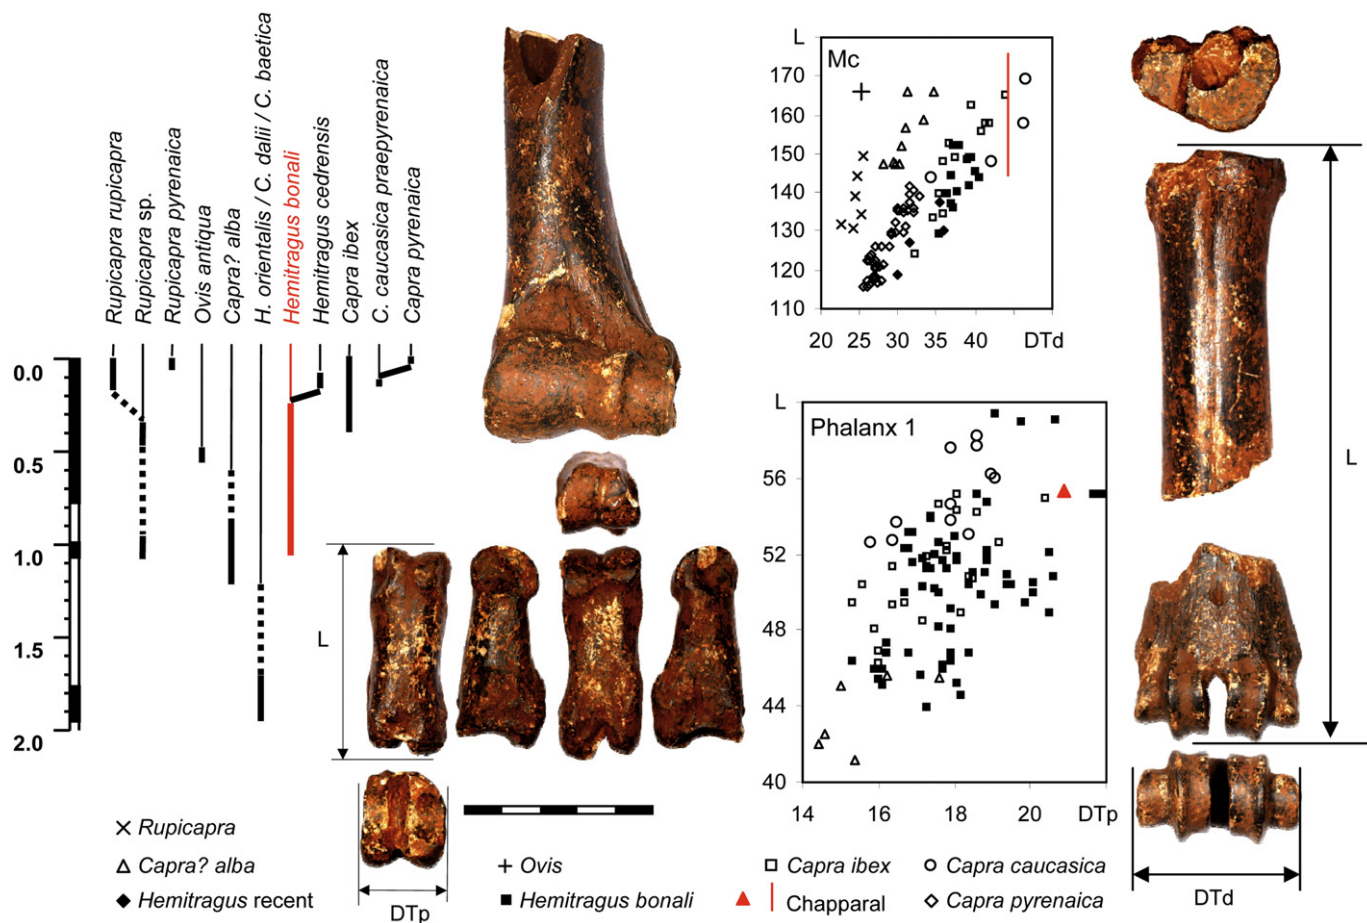 Rupicapra rupicapra
Rupicapra sp.
Rupicapra pyrenaica
Ovis antiqua
Capra? alba
H. orientalis / C. dalii / C. baetica
Hemitragus bonali
Hemitragus cedrensis
Capra ibex
C. caucasica praepyrenaica
Capra pyrenaica
0.0
0.5
1.0
1.5
2.0
L
DTp
L
Mc
170
160
150
140
130
120
110
20 25 30 35 40 DTd
L
Phalanx 1
56
52
48
44
40
14 16 18 20 DTp
L
DTd
Rupicapra
Capra? alba
Hemitragus recent
Ovis
Hemitragus bonali
Capra ibex
Chapparal
Capra caucasica
Capra pyrenaica